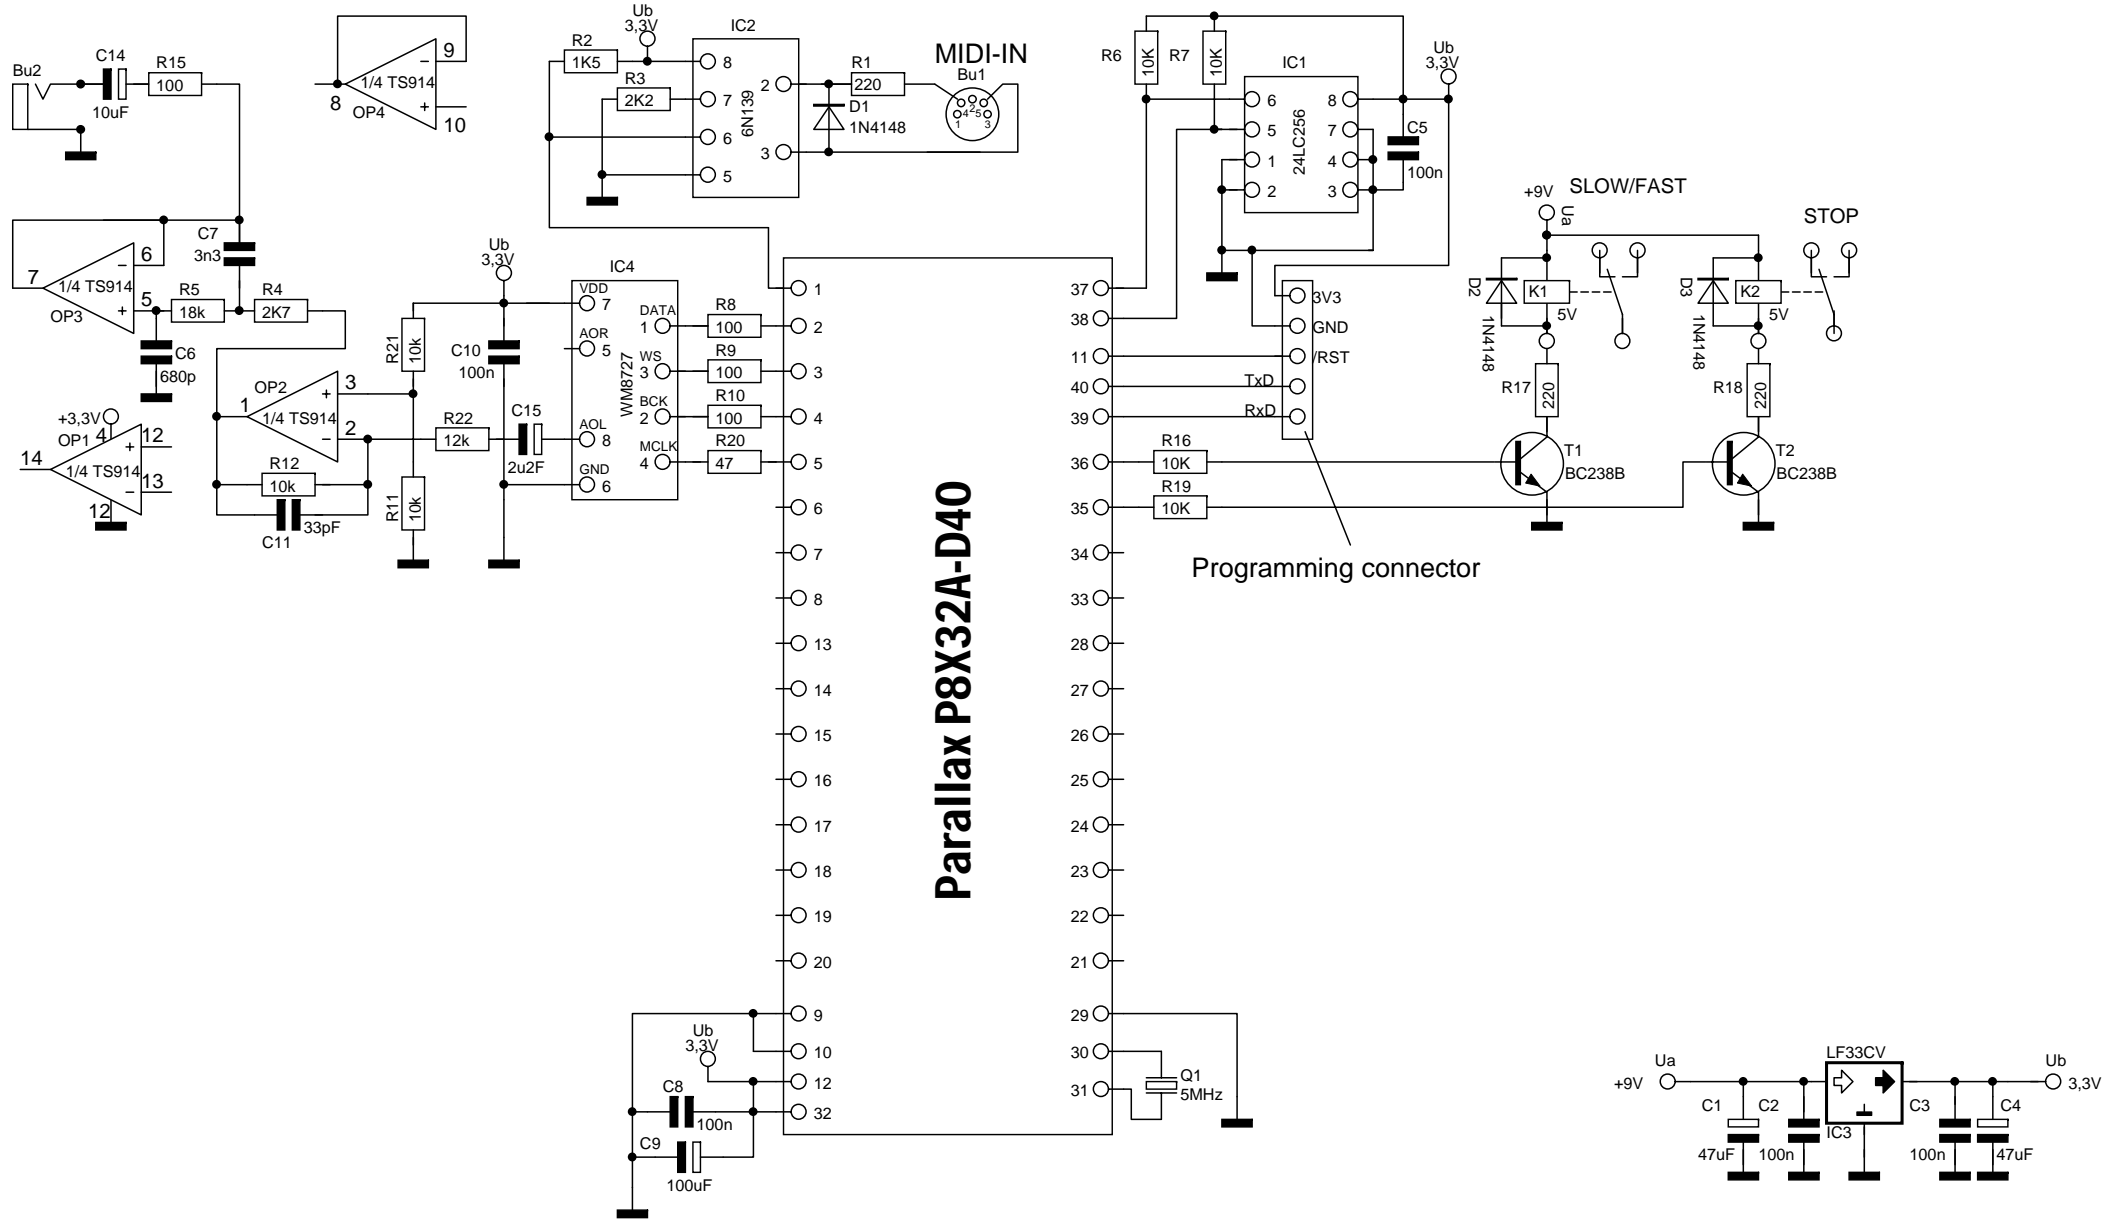 Bu2
C14
10uF
R15
100
9
1/4 TS914
8
OP4
10
–
+
Ub
3,3V
R2
1K5
R3
2K2
IC2
6N139
8
7
6
5
2
3
R1
220
D1
1N4148
MIDI-IN
Bu1
1
4
2
5
3
R6
10K
R7
10K
IC1
24LC256
6
5
1
2
8
7
4
3
Ub
3,3V
C5
100n
+9V
Ua
SLOW/FAST
STOP
D2
1N4148
K1
5V
R17
220
T1
BC238B
D3
1N4148
K2
5V
R18
220
T2
BC238B
C7
3n3
6
–
7
1/4 TS914
+
5
OP3
R5
18k
R4
2K7
C6
680p
+3,3V
OP1
4
12
+
14
1/4 TS914
–
13
12
OP2
3
+
1
1/4 TS914
–
2
R12
10k
33pF
C11
R21
10k
R11
10k
Ub
3,3V
C10
100n
R22
12k
C15
2u2F
IC4
WM8727
VDD
7
AOR
5
AOL
8
GND
6
DATA
1
WS
3
BCK
2
MCLK
4
R8
100
R9
100
R10
100
R20
47
Parallax P8X32A-D40
1
2
3
4
5
6
7
8
13
14
15
16
17
18
19
20
9
10
12
32
37
38
11
40
39
36
35
34
33
28
27
26
25
24
23
22
21
29
30
31
3V3
GND
/RST
TxD
RxD
R16
10K
R19
10K
Programming connector
Ub
3,3V
C8
100n
C9
100uF
Q1
5MHz
Ua
+9V
C1
47uF
C2
100n
LF33CV
IC3
C3
100n
C4
47uF
Ub
3,3V